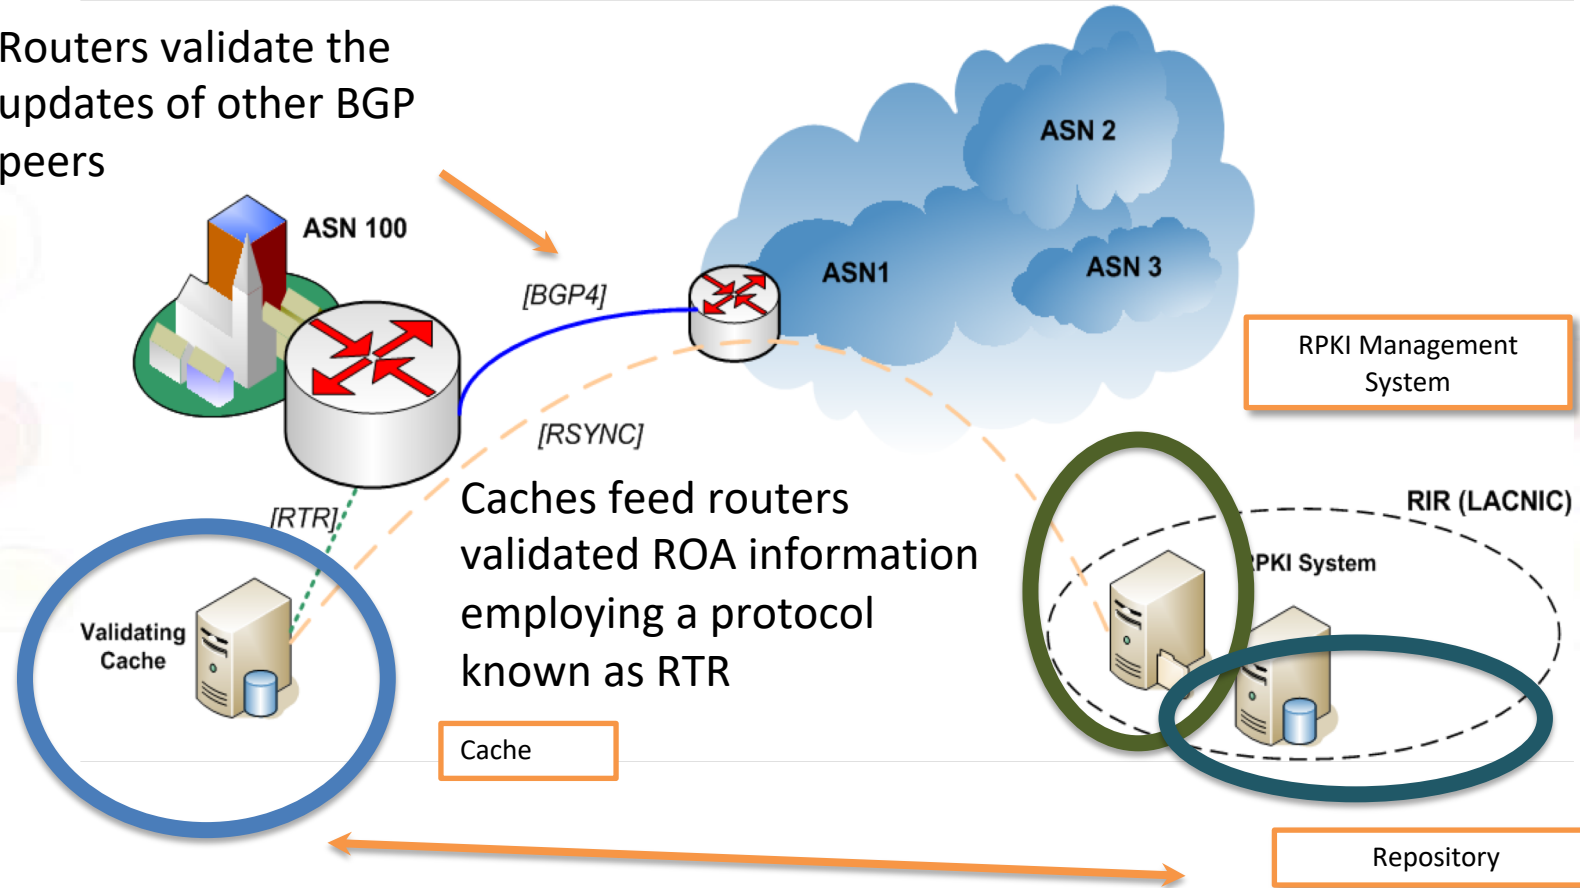 Routers validate the
updates of other BGP
peers
ASN 100
[BGP4]
ASN 2
ASN1
ASN 3
RPKI Management
System
[RSYNC]
[RTR]
Caches feed routers
validated ROA information
employing a protocol
known as RTR
RIR (LACNIC)
RPKI System
Validating
Cache
Cache
Repository